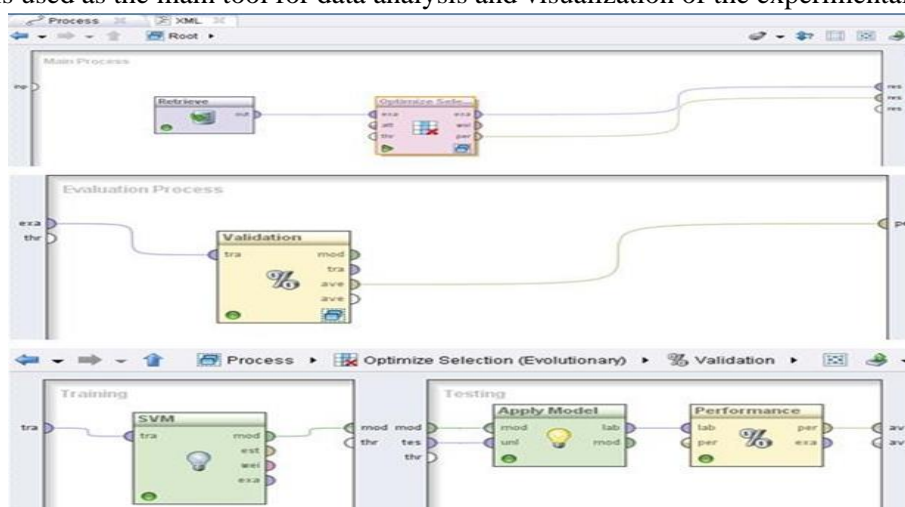 is used as the main tool for data analysis and visualization of the experimental
Process XML
Root
Main Process
inp
Retrieve
out
Optimize Sele...
exa exa
att wei
thr per
res
res
res
Evaluation Process
exa
thr
Validation
tra mod
tra
ave
ave
Process Optimize Selection (Evolutionary) Validation
Training
tra
SVM
tra mod
est
wei
exa
mod
thr
Testing
mod
tes
thr
Apply Model
mod lab
unl mod
Performance
lab per
per exa
av
av